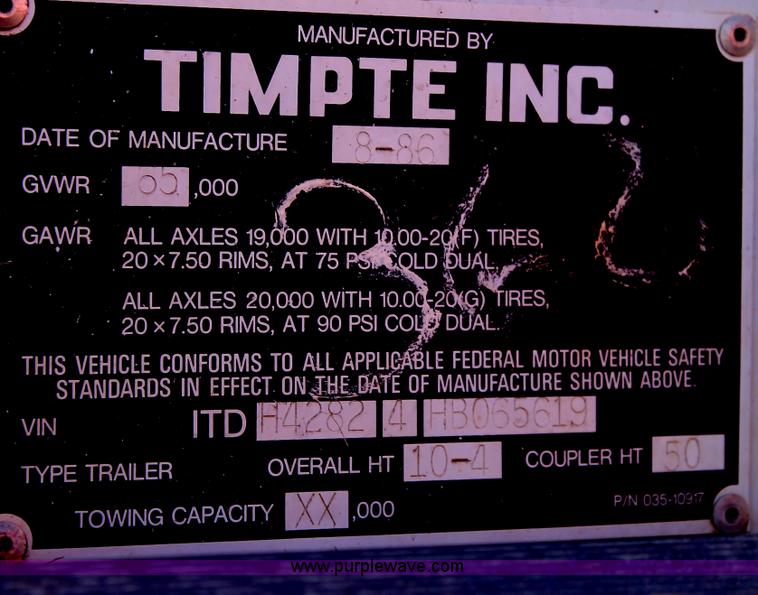 MANUFACTURED BY
TIMPTE INC.
DATE OF MANUFACTURE 8-86
GVWR 65,000
GAWR ALL AXLES 19,000 WITH 10.00-20(F) TIRES,
20 × 7.50 RIMS, AT 75 PSI COLD DUAL.
ALL AXLES 20,000 WITH 10.00-20(G) TIRES,
20 × 7.50 RIMS, AT 90 PSI COLD DUAL.
THIS VEHICLE CONFORMS TO ALL APPLICABLE FEDERAL MOTOR VEHICLE SAFETY
STANDARDS IN EFFECT ON THE DATE OF MANUFACTURE SHOWN ABOVE.
VIN ITD H4282 4 HB065619
TYPE TRAILER OVERALL HT 10-4 COUPLER HT 50
TOWING CAPACITY XX,000
P/N 035-10917
www.purplewave.com